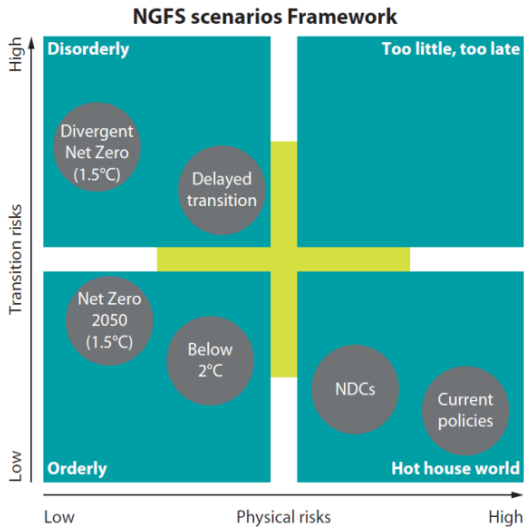 NGFS scenarios Framework
High
Disorderly
Too little, too late
Divergent
Net Zero
(1.5°C)
Delayed
transition
Transition risks
Net Zero
2050
(1.5°C)
Below
2°C
NDCs
Current
policies
Low
Orderly
Hot house world
Low
Physical risks
High